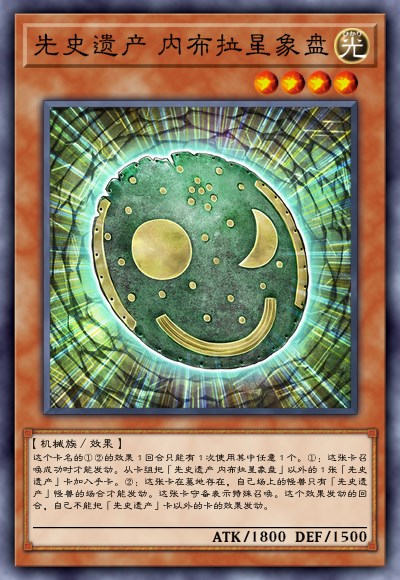 先史遗产 内布拉星象盘
光
ひかり
【机械族／效果】
这个卡名的①②的效果1回合只能有1次使用其中任意1个。①：这张卡召
唤成功时才能发动。从卡组把「先史遗产 内布拉星象盘」以外的1张「先史
遗产」卡加入手卡。②：这张卡在墓地存在，自己场上的怪兽只有「先史遗
产」怪兽的场合才能发动。这张卡守备表示特殊召唤。这个效果发动的回
合，自己不能把「先史遗产」卡以外的卡的效果发动。
ATK/1800 DEF/1500